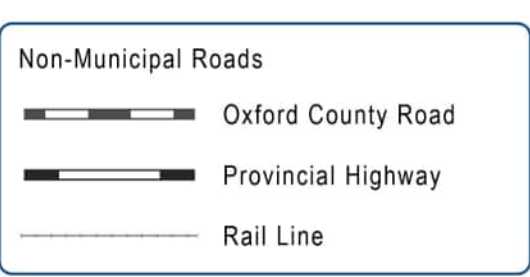 Non-Municipal Roads
Oxford County Road
Provincial Highway
Rail Line